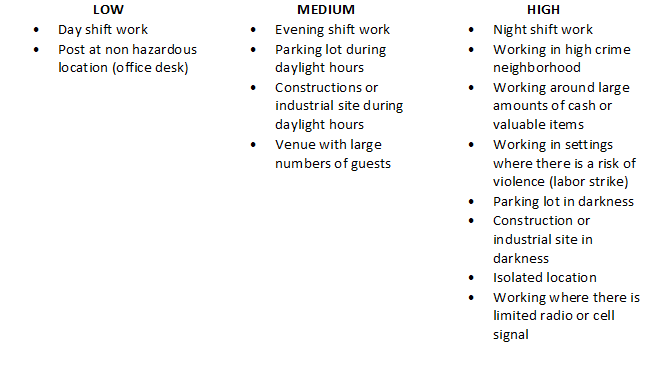 LOW
• Day shift work
• Post at non hazardous
location (office desk)
MEDIUM
• Evening shift work
• Parking lot during
daylight hours
• Constructions or
industrial site during
daylight hours
• Venue with large
numbers of guests
HIGH
• Night shift work
• Working in high crime
neighborhood
• Working around large
amounts of cash or
valuable items
• Working in settings
where there is a risk of
violence (labor strike)
• Parking lot in darkness
• Construction or
industrial site in
darkness
• Isolated location
• Working where there is
limited radio or cell
signal